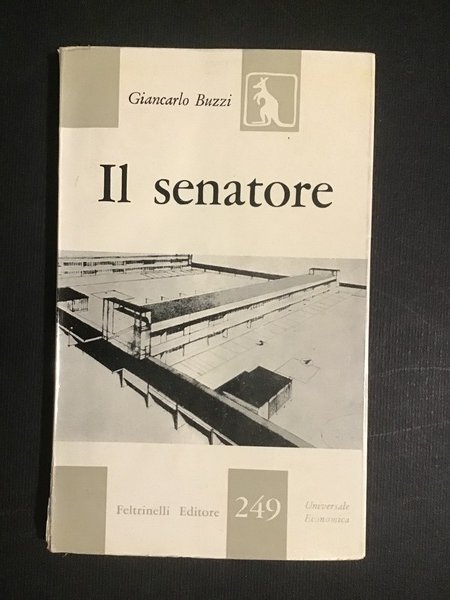 Giancarlo Buzzi
Il senatore
Feltrinelli Editore
249
Universale
Economica